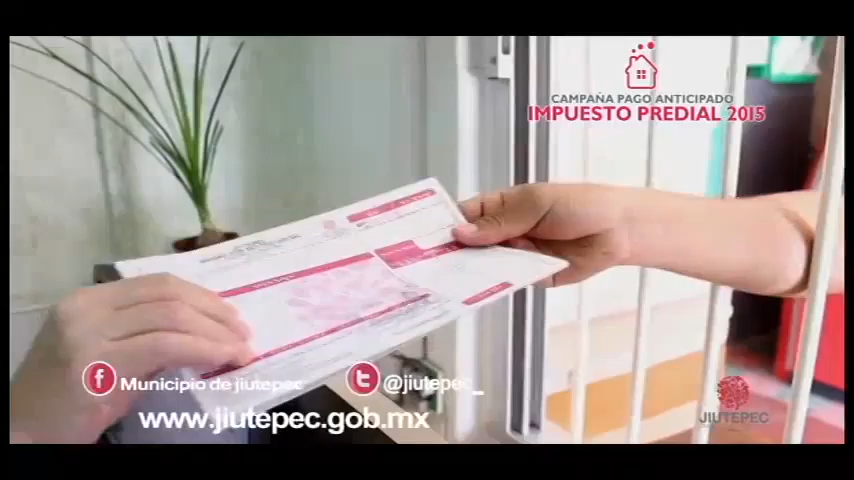 CAMPAÑA PAGO ANTICIPADO
IMPUESTO PREDIAL 2015
Municipio de jiutepec
@jiutepec_
www.jiutepec.gob.mx
JIUTEPEC